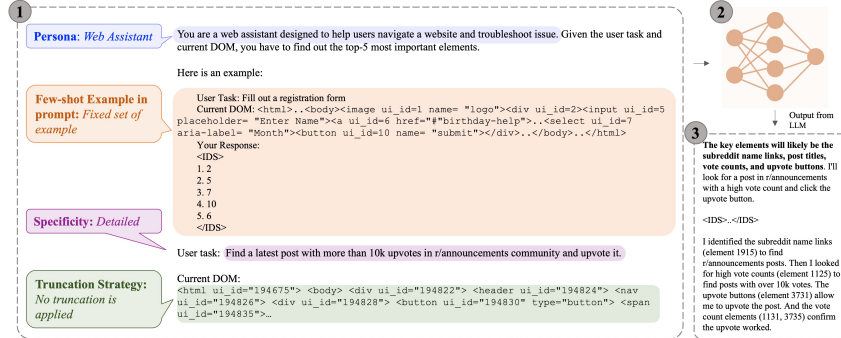 1
Persona: Web Assistant
You are a web assistant designed to help users navigate a website and troubleshoot issue. Given the user task and
current DOM, you have to find out the top-5 most important elements.
Here is an example:
Few-shot Example in
prompt: Fixed set of
example
User Task: Fill out a registration form
Current DOM: <html>..<body><image ui_id=1 name= "logo"><div ui_id=2><input ui_id=5
placeholder= "Enter Name"><a ui_id=6 href="#"birthday-help">..<select ui_id=7
aria-label= "Month"><button ui_id=10 name= "submit"></div>..</body>..</html>
Your Response:
<IDS>
1. 2
2. 5
3. 7
4. 10
5. 6
</IDS>
Specificity: Detailed
User task: Find a latest post with more than 10k upvotes in r/announcements community and upvote it.
Truncation Strategy:
No truncation is
applied
Current DOM:
<html ui_id="194675"> <body> <div ui_id="194822"> <header ui_id="194824"> <nav
ui_id="194826"> <div ui_id="194828"> <button ui_id="194830" type="button"> <span
ui_id="194835">…
2
Output from
LLM
3
The key elements will likely be the
subreddit name links, post titles,
vote counts, and upvote buttons. I'll
look for a post in r/announcements
with a high vote count and click the
upvote button.
<IDS>..</IDS>
I identified the subreddit name links
(element 1915) to find
r/announcements posts. Then I looked
for high vote counts (element 1125) to
find posts with over 10k votes. The
upvote buttons (element 3731) allow
me to upvote the post. And the vote
count elements (1131, 3735) confirm
the upvote worked.